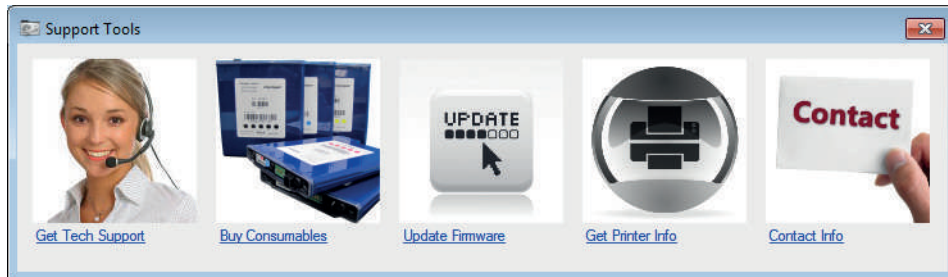 Support Tools
UPDATE
Contact
Get Tech Support
Buy Consumables
Update Firmware
Get Printer Info
Contact Info